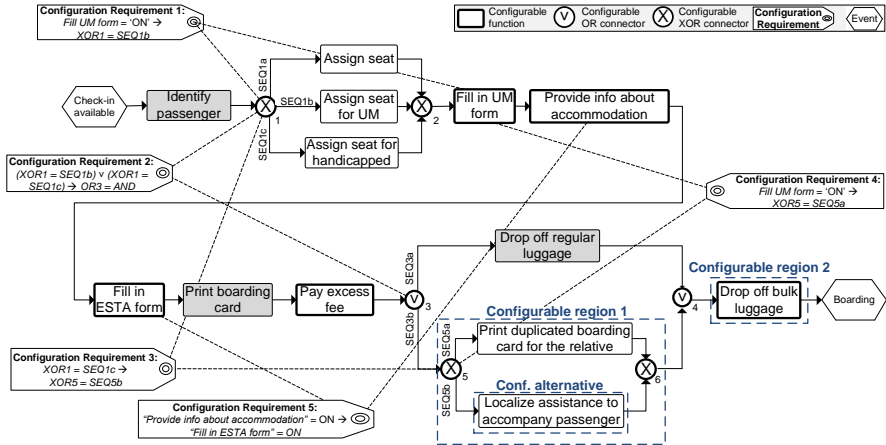 Configuration Requirement 1:
Fill UM form = ‘ON’ →
XOR1 = SEQ1b
Configurable
function
V
Configurable
OR connector
X
Configurable
XOR connector
Configuration
Requirement
Event
SEQ1a
Assign seat
Check-in
available
Identify
passenger
X
1
SEQ1b
Assign seat
for UM
X
2
Fill in UM
form
Provide info about
accommodation
SEQ1c
Assign seat for
handicapped
Configuration Requirement 2:
(XOR1 = SEQ1b) v (XOR1 =
SEQ1c) → OR3 = AND
Configuration Requirement 4:
Fill UM form = ‘ON’ →
XOR5 = SEQ5a
SEQ3a
Drop off regular
luggage
Configurable region 2
Fill in
ESTA form
Print boarding
card
Pay excess
fee
V
3
V
4
Drop off bulk
luggage
Boarding
SEQ3b
Configurable region 1
SEQ5a
Print duplicated boarding
card for the relative
X
5
X
6
Configuration Requirement 3:
XOR1 = SEQ1c →
XOR5 = SEQ5b
SEQ5b
Conf. alternative
Localize assistance to
accompany passenger
Configuration Requirement 5:
“Provide info about accommodation” = ON →
“Fill in ESTA form” = ON